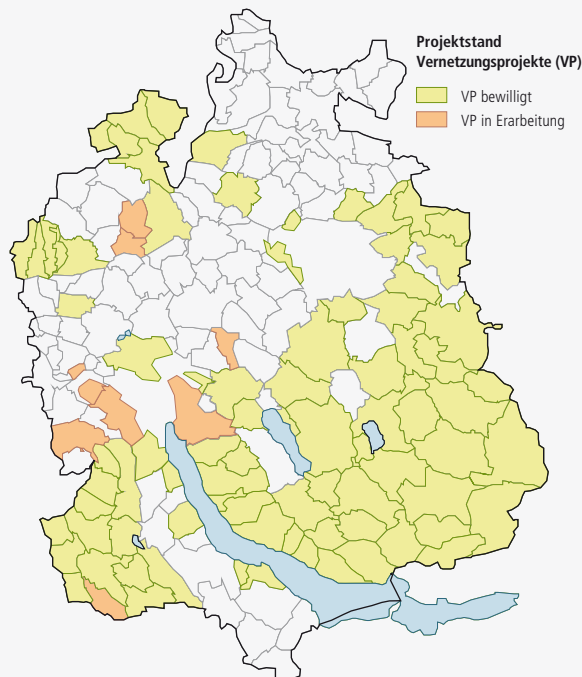 Projektstand
Vernetzungsprojekte (VP)
VP bewilligt
VP in Erarbeitung